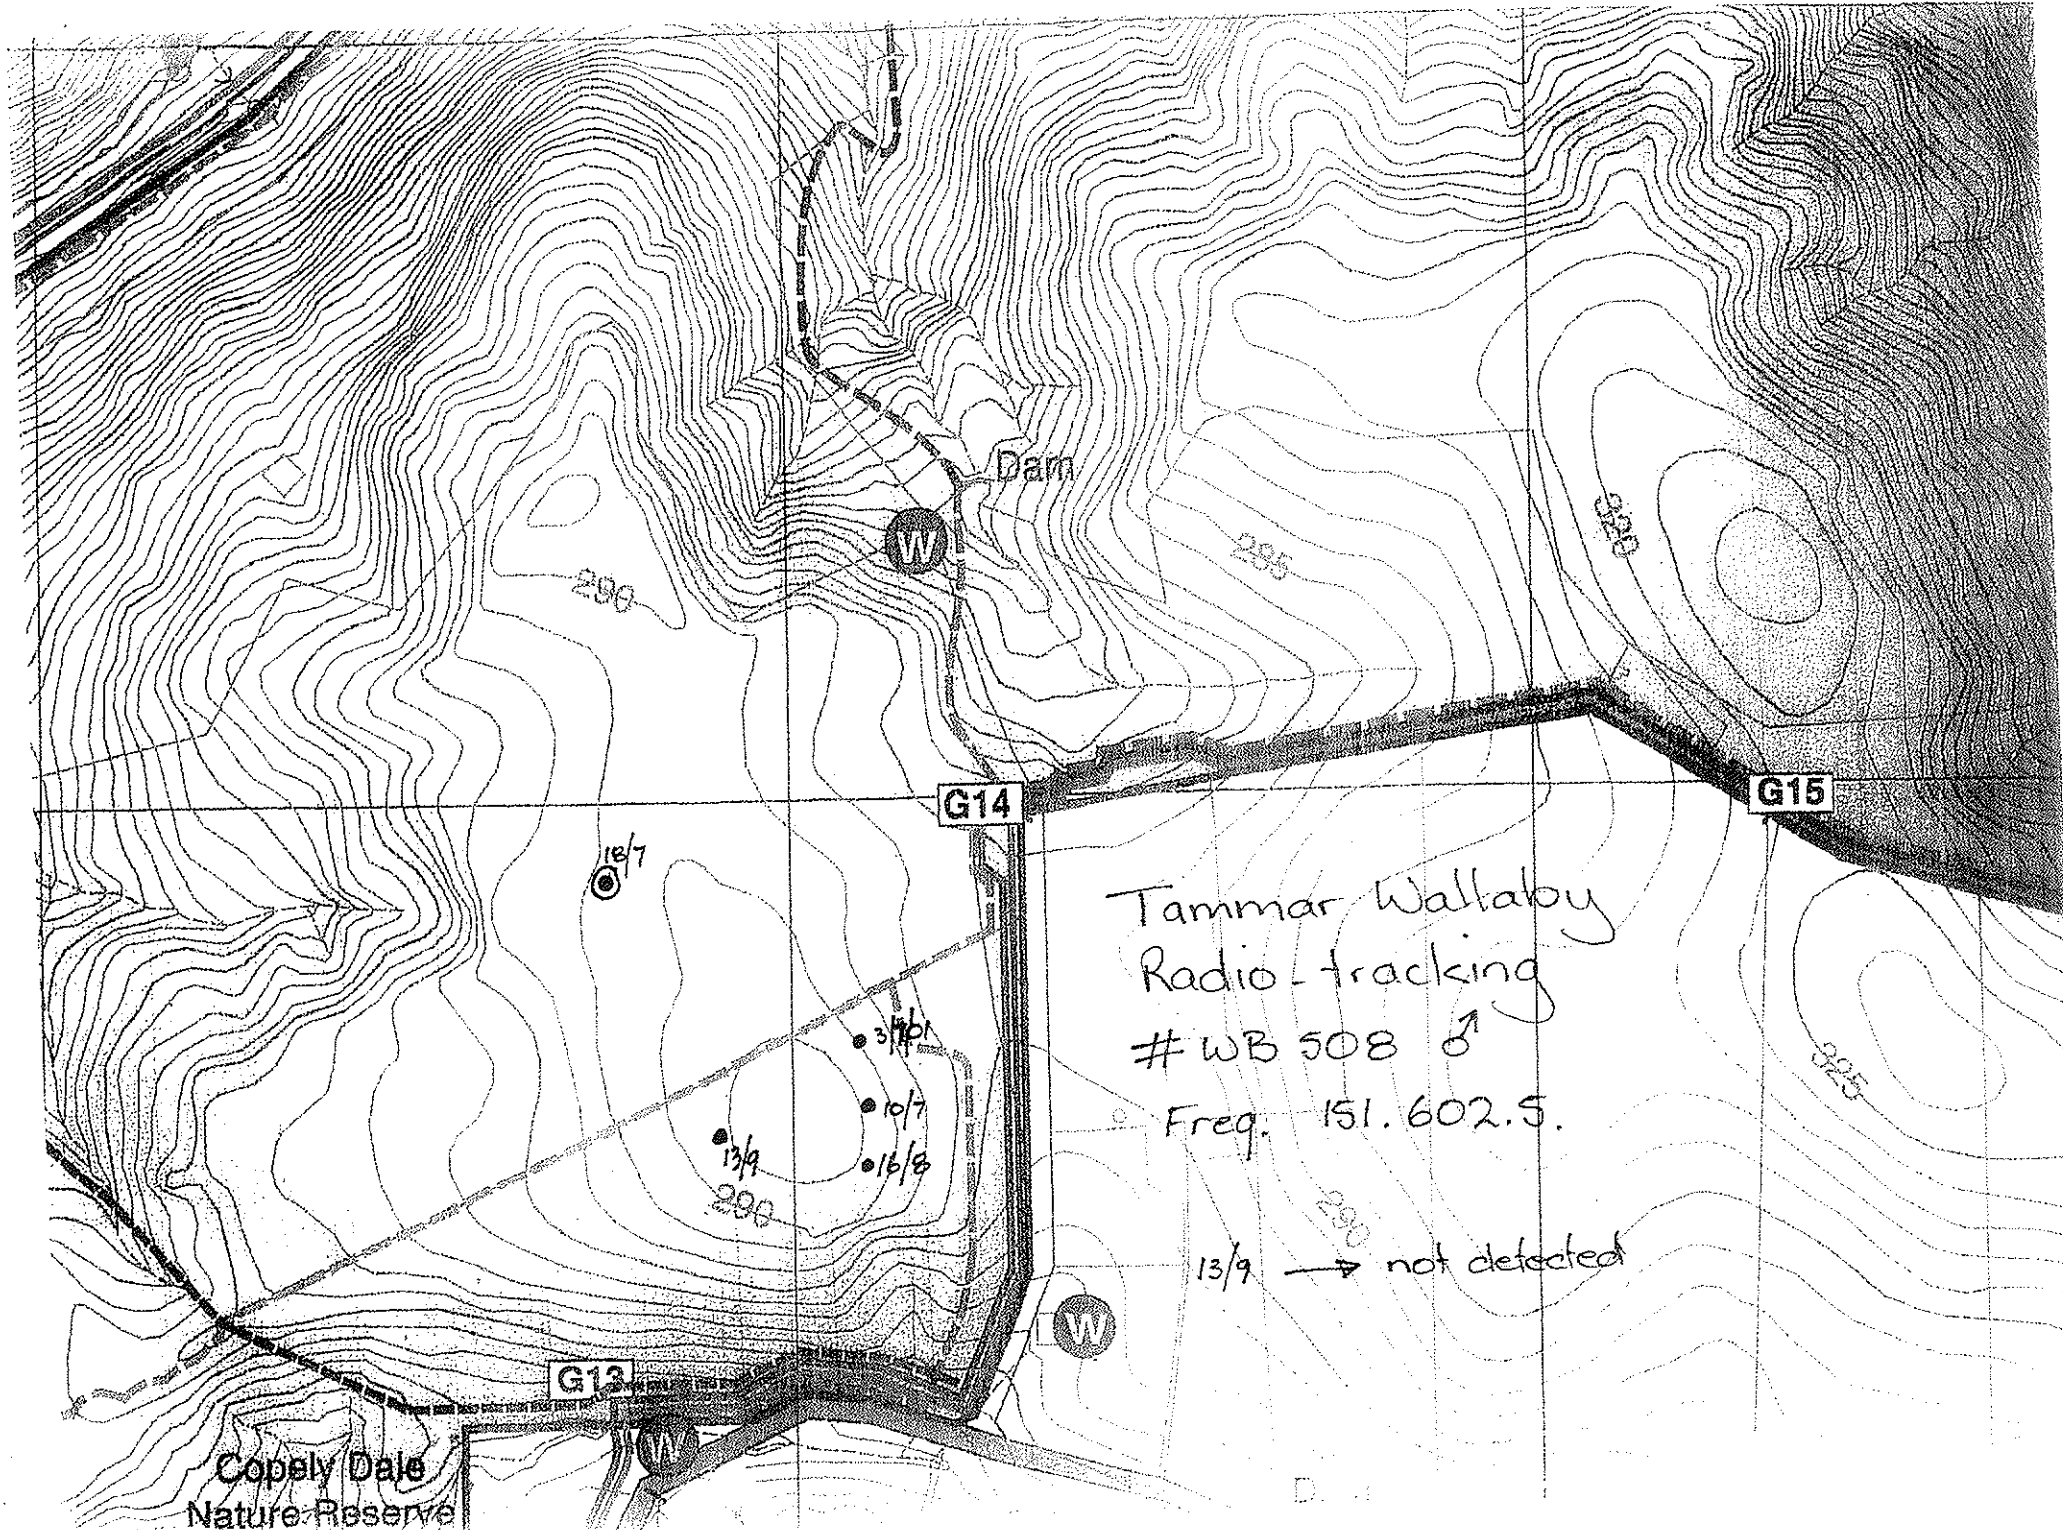 Dam
W
290
285
320
G14
G15
18/7
Tammar Wallaby
Radio-tracking
# WB 508 ♂
Freq. 151.602.5.
10/7
13/9
16/8
290
325
290
13/9 → not detected
W
G13
W
Copely Dale
Nature Reserve